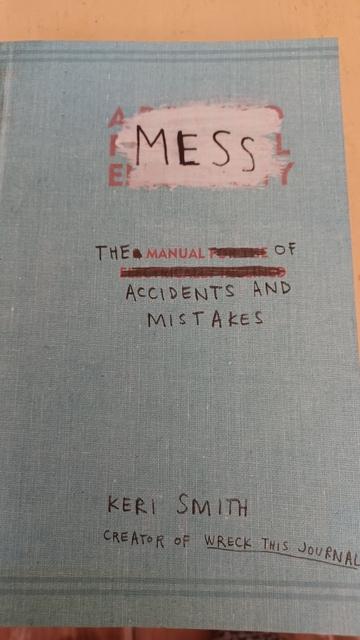 MESS
THE MANUAL OF
ACCIDENTS AND
MISTAKES
KERI SMITH
CREATOR OF WRECK THIS JOURNAL